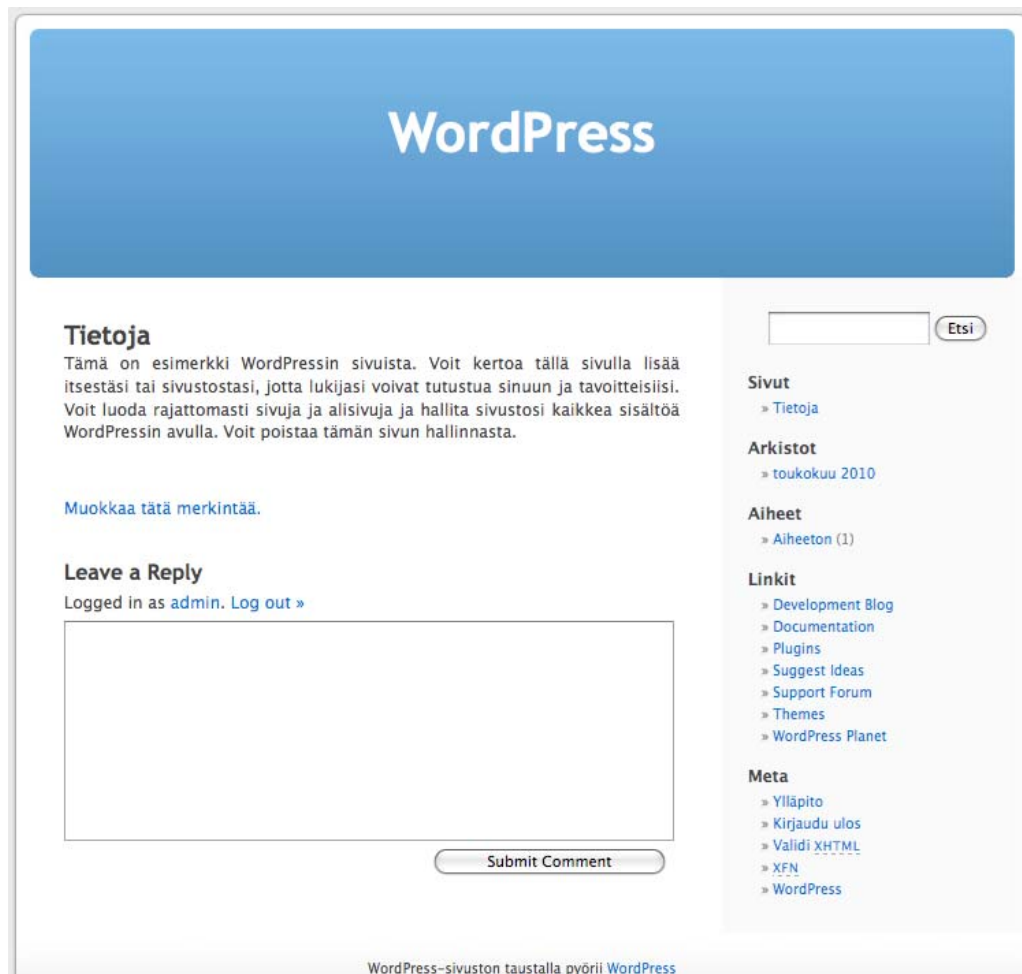 WordPress
Tietoja
Tämä on esimerkki WordPressin sivuista. Voit kertoa tällä sivulla lisää
itsestäsi tai sivustostasi, jotta lukijasi voivat tutustua sinuun ja tavoitteisiisi.
Voit luoda rajattomasti sivuja ja alisivuja ja hallita sivustosi kaikkea sisältöä
WordPressin avulla. Voit poistaa tämän sivun hallinnasta.
Muokkaa tätä merkintää.
Leave a Reply
Logged in as admin. Log out »
Submit Comment
Etsi
Sivut
» Tietoja
Arkistot
» toukokuu 2010
Aiheet
» Aiheeton (1)
Linkit
» Development Blog
» Documentation
» Plugins
» Suggest Ideas
» Support Forum
» Themes
» WordPress Planet
Meta
» Ylläpito
» Kirjaudu ulos
» Validi XHTML
» XFN
» WordPress
WordPress-sivuston taustalla pyörii WordPress